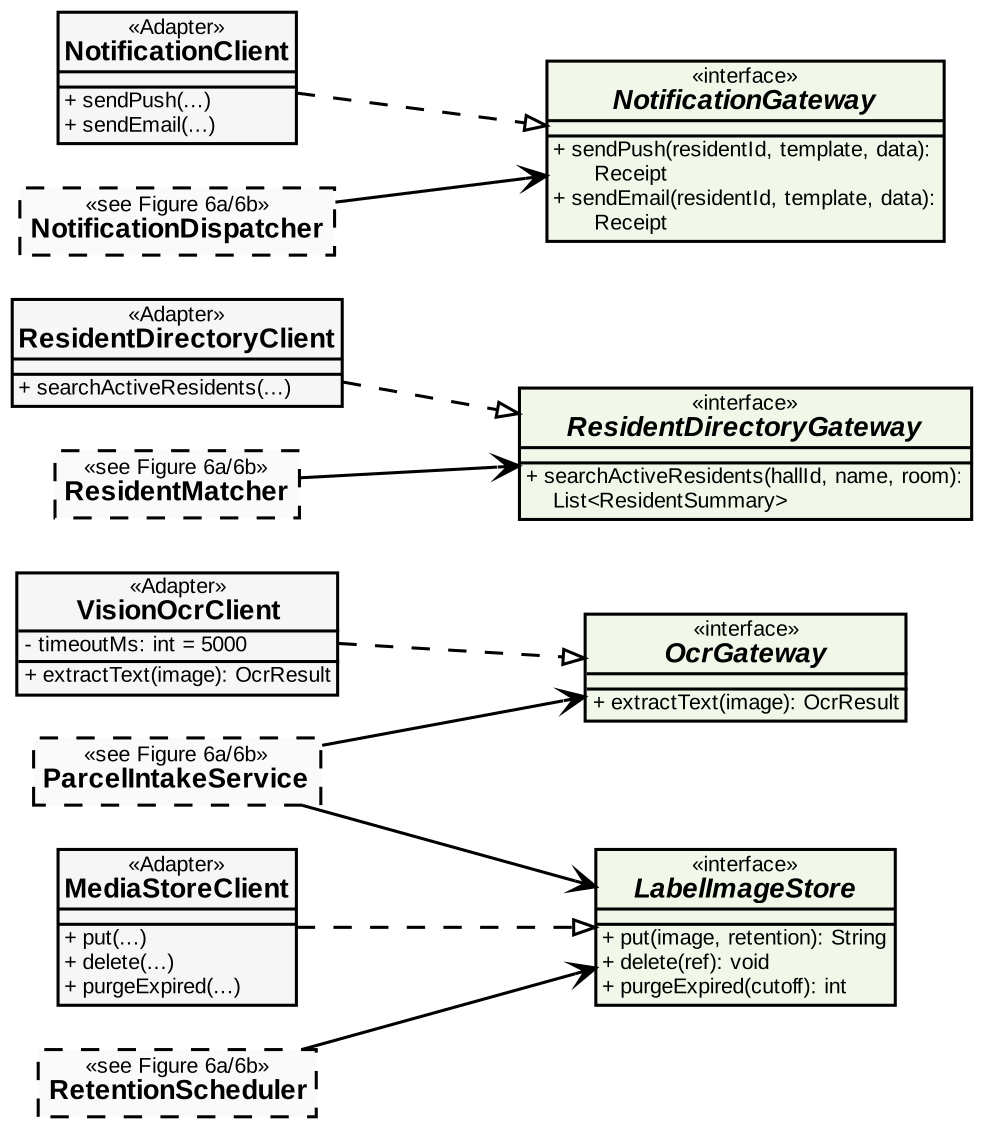 «Adapter»
NotificationClient
+ sendPush(…)
+ sendEmail(…)
«interface»
NotificationGateway
+ sendPush(residentId, template, data):
Receipt
+ sendEmail(residentId, template, data):
Receipt
«see Figure 6a/6b»
NotificationDispatcher
«Adapter»
ResidentDirectoryClient
+ searchActiveResidents(…)
«interface»
ResidentDirectoryGateway
+ searchActiveResidents(hallId, name, room):
List<ResidentSummary>
«see Figure 6a/6b»
ResidentMatcher
«Adapter»
VisionOcrClient
- timeoutMs: int = 5000
+ extractText(image): OcrResult
«interface»
OcrGateway
+ extractText(image): OcrResult
«see Figure 6a/6b»
ParcelIntakeService
«Adapter»
MediaStoreClient
+ put(…)
+ delete(…)
+ purgeExpired(…)
«interface»
LabelImageStore
+ put(image, retention): String
+ delete(ref): void
+ purgeExpired(cutoff): int
«see Figure 6a/6b»
RetentionScheduler